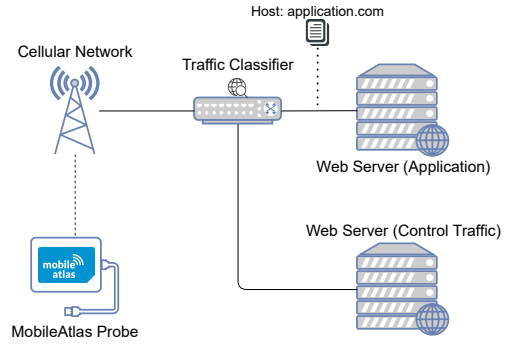 Host: application.com
Cellular Network
Traffic Classifier
Web Server (Application)
Web Server (Control Traffic)
mobile
atlas
MobileAtlas Probe